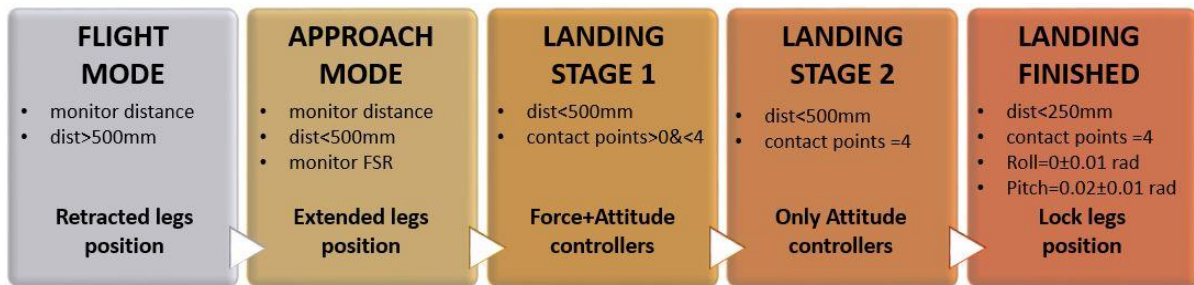 FLIGHT
MODE
• monitor distance
• dist>500mm
Retracted legs
position
APPROACH
MODE
• monitor distance
• dist<500mm
• monitor FSR
Extended legs
position
LANDING
STAGE 1
• dist<500mm
• contact points>0&<4
Force+Attitude
controllers
LANDING
STAGE 2
• dist<500mm
• contact points =4
Only Attitude
controllers
LANDING
FINISHED
• dist<250mm
• contact points =4
• Roll=0±0.01 rad
• Pitch=0.02±0.01 rad
Lock legs
position